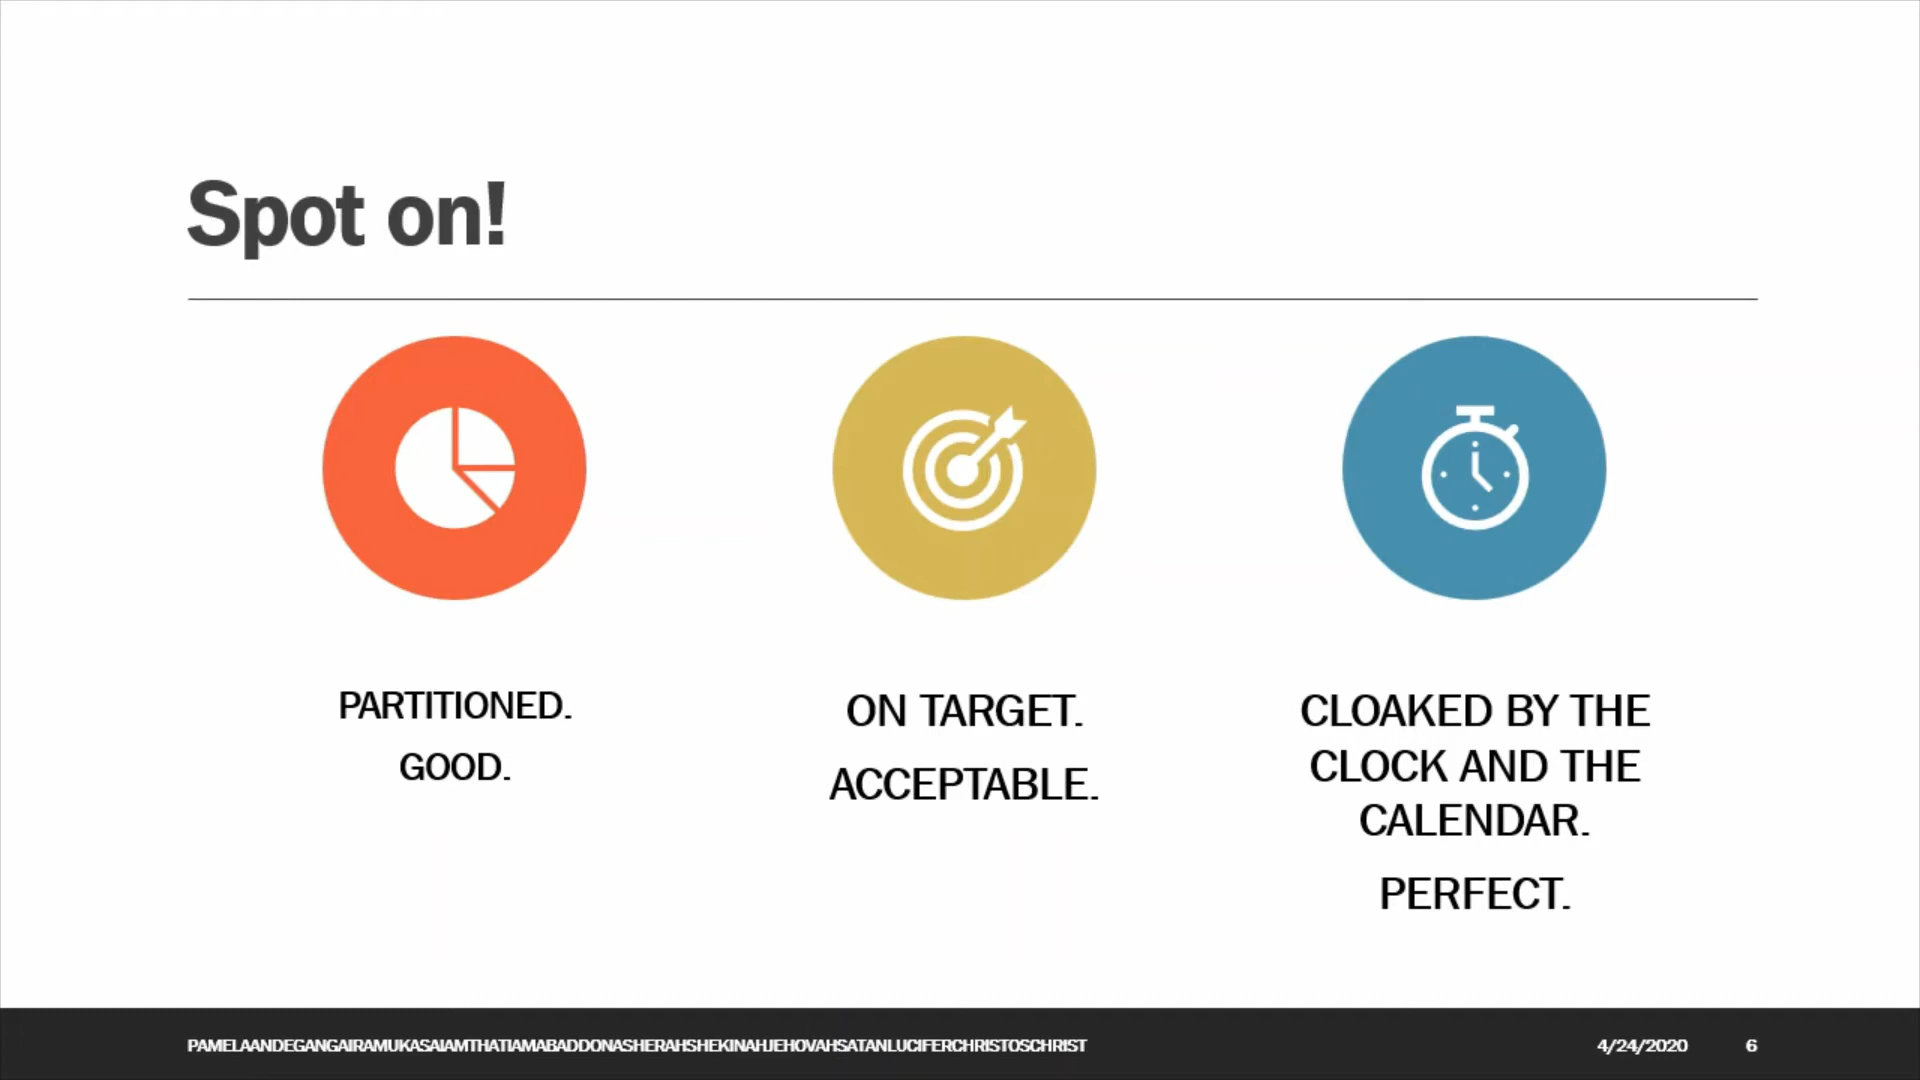 Spot on!
PARTITIONED.
GOOD.
ON TARGET.
ACCEPTABLE.
CLOAKED BY THE
CLOCK AND THE
CALENDAR.
PERFECT.
PAMELAANDEGANGAIRAMUKASAIAMTHATIAMABADDONASHERAHSHEKINAHJEHOVAHSATANLUCIFERCHRISTOSCHRIST
4/24/2020
6